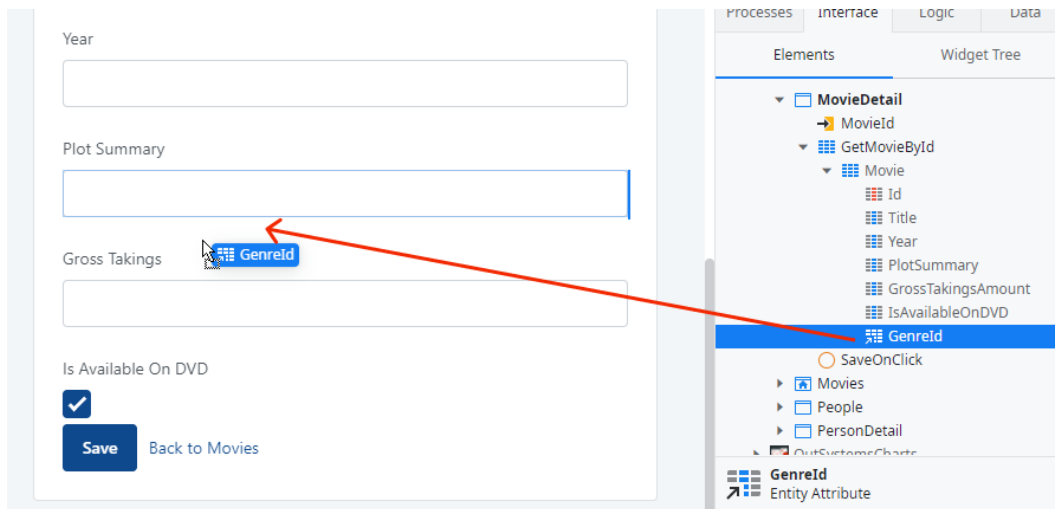 Year
Plot Summary
GenreId
Gross Takings
Is Available On DVD
Save Back to Movies
Processes Interface Logic Data
Elements Widget Tree
MovieDetail
MovieId
GetMovieById
Movie
Id
Title
Year
PlotSummary
GrossTakingsAmount
IsAvailableOnDVD
GenreId
SaveOnClick
Movies
People
PersonDetail
OutSystemsCharts
GenreId
Entity Attribute